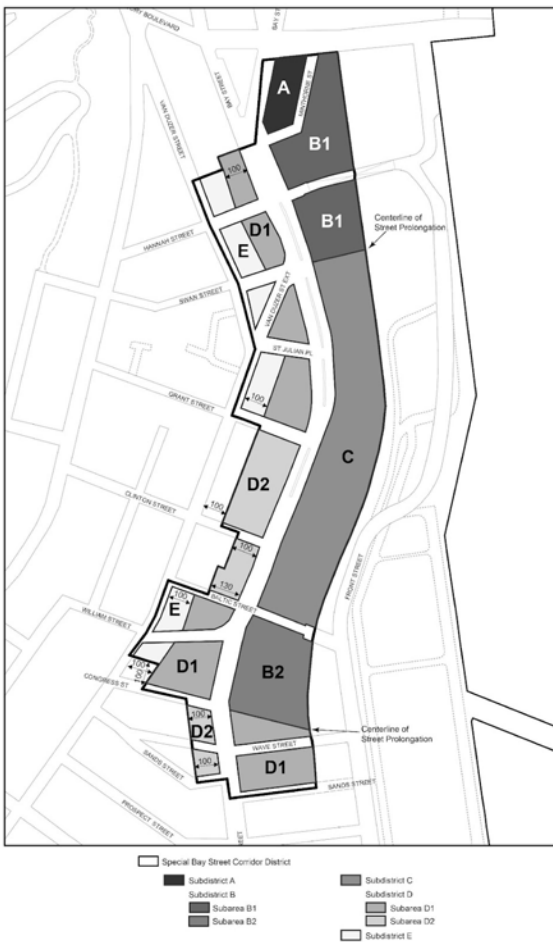 BAY STREET
VAN DUZER STREET
MINTHORNE ST
A
B1
100
B1
Centerline of
Street Prolongation
D1
HANNAH STREET
E
VAN DUZER ST EXT
SWAN STREET
ST JULIAN PL
100
GRANT STREET
C
D2
CLINTON STREET
100
100
130
FRONT STREET
100
BALTIC STREET
E
WILLIAM STREET
D1
B2
100
100
CONGRESS ST
100
D2
Centerline of
Street Prolongation
WAVE STREET
100
D1
SANDS STREET
SANDS STREET
PROSPECT STREET
Special Bay Street Corridor District
Subdistrict A
Subdistrict B
Subarea B1
Subarea B2
Subdistrict C
Subdistrict D
Subarea D1
Subarea D2
Subdistrict E